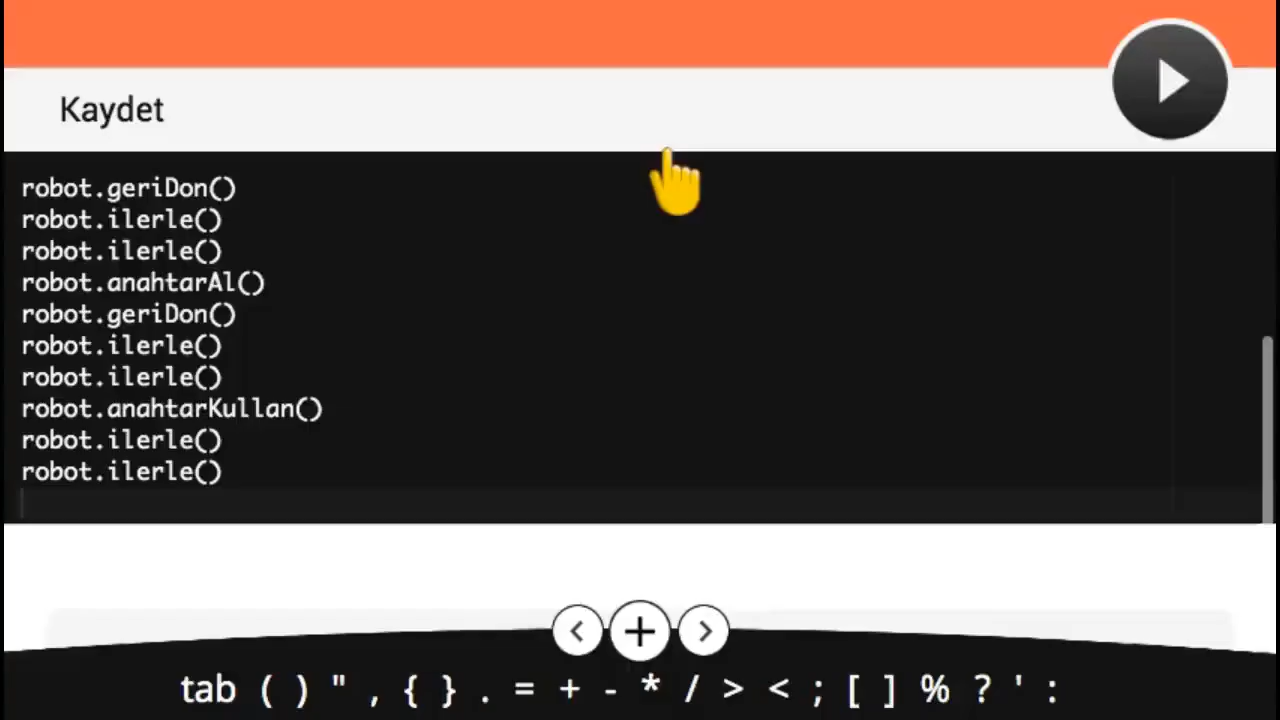 Kaydet
robot.geriDon()
robot.ilerle()
robot.ilerle()
robot.anahtarAl()
robot.geriDon()
robot.ilerle()
robot.ilerle()
robot.anahtarKullan()
robot.ilerle()
robot.ilerle()
< + >
tab ( ) " , { } . = + - * / > < ; [ ] % ? ' :